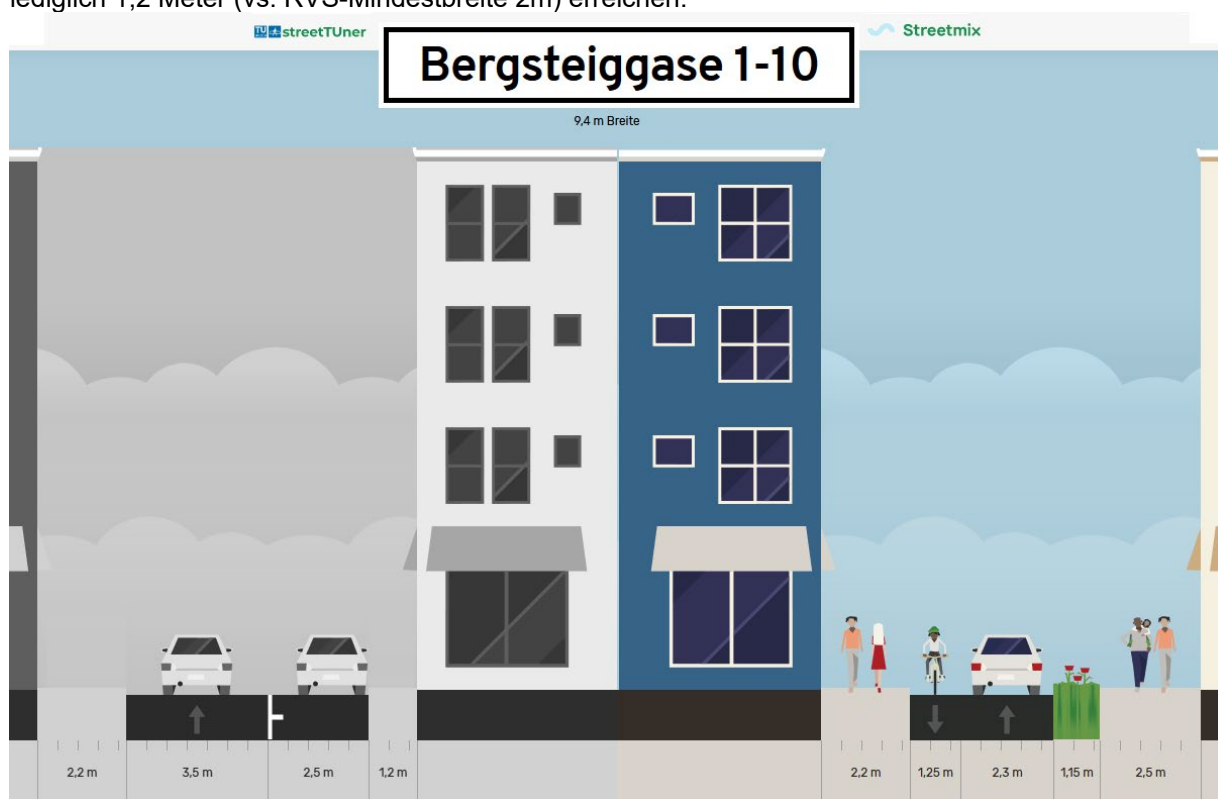 lediglich 1,2 Meter (vs. RVS-Mindestbreite 2m) erreichen.
TU streetTUner
Streetmix
Bergsteiggase 1-10
9,4 m Breite
2,2 m 3,5 m 2,5 m 1,2 m 2,2 m 1,25 m 2,3 m 1,15 m 2,5 m